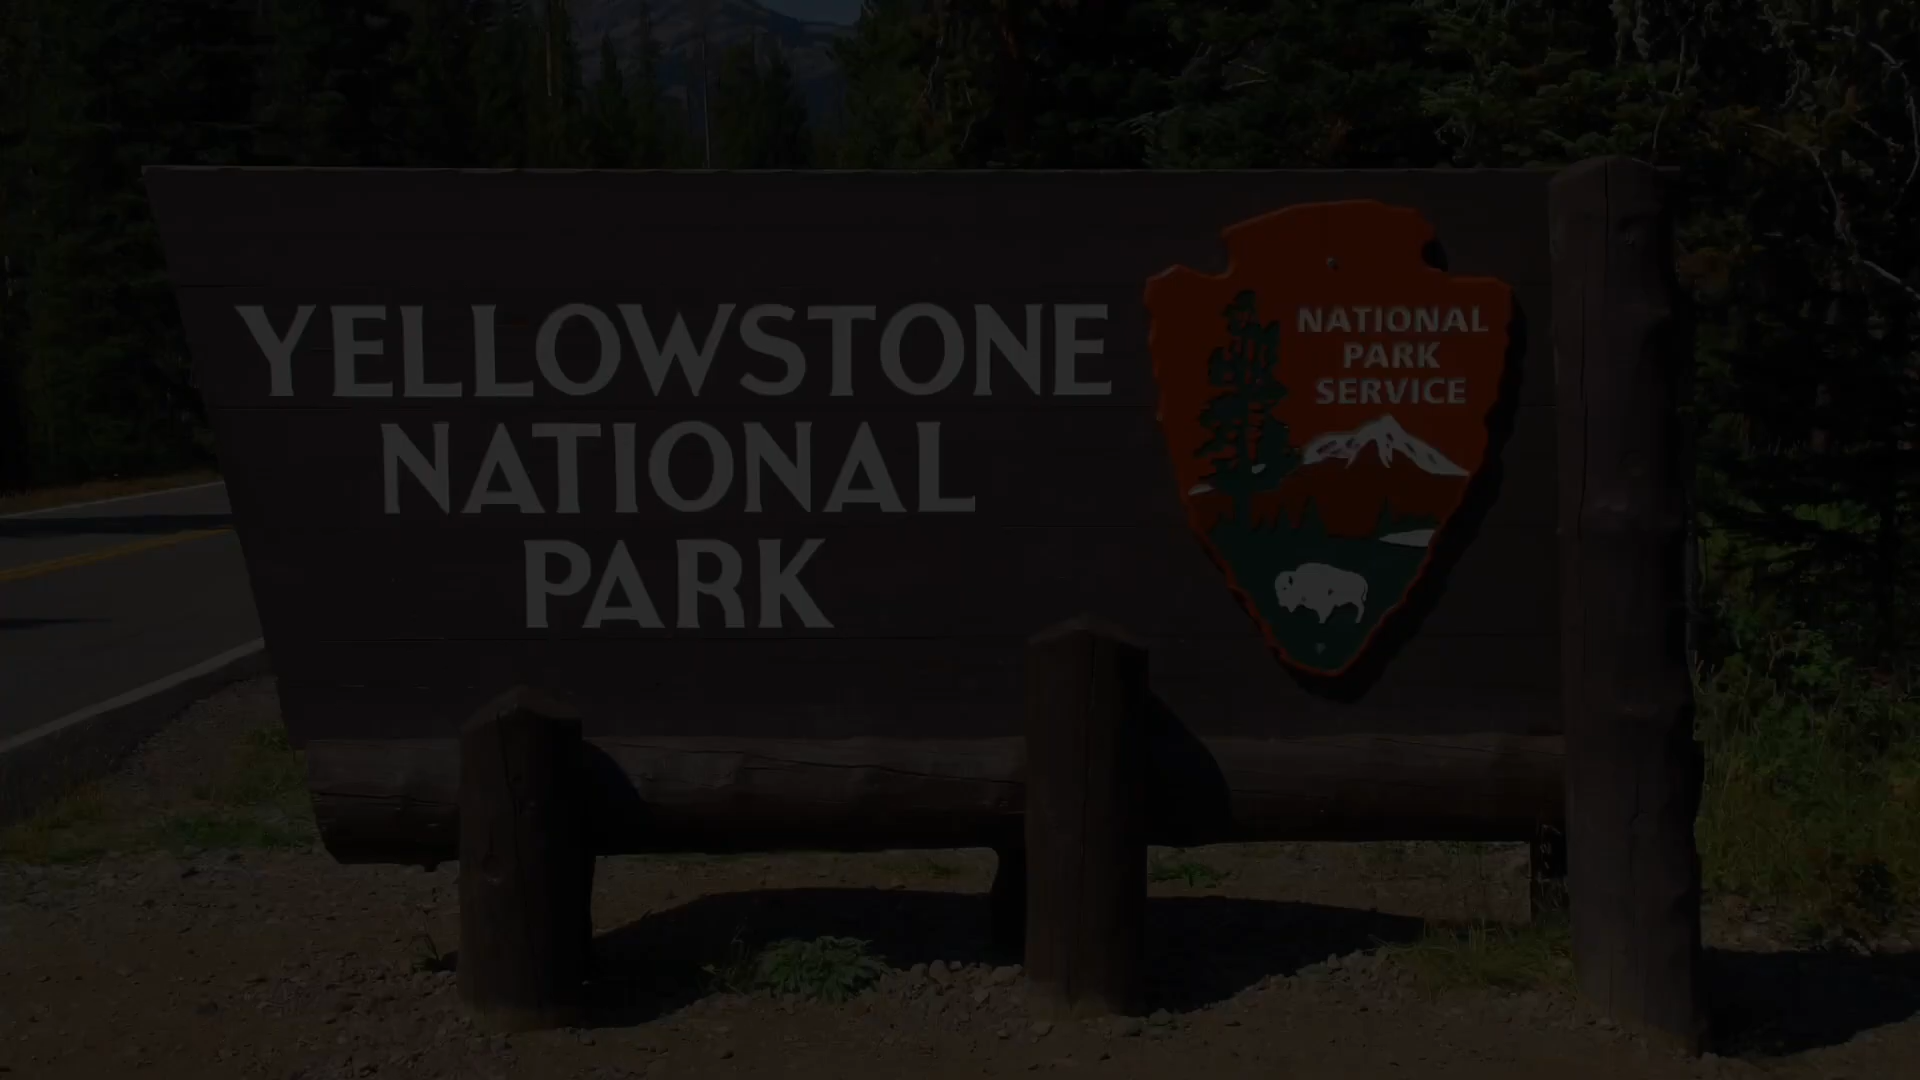 YELLOWSTONE
NATIONAL
PARK
NATIONAL
PARK
SERVICE